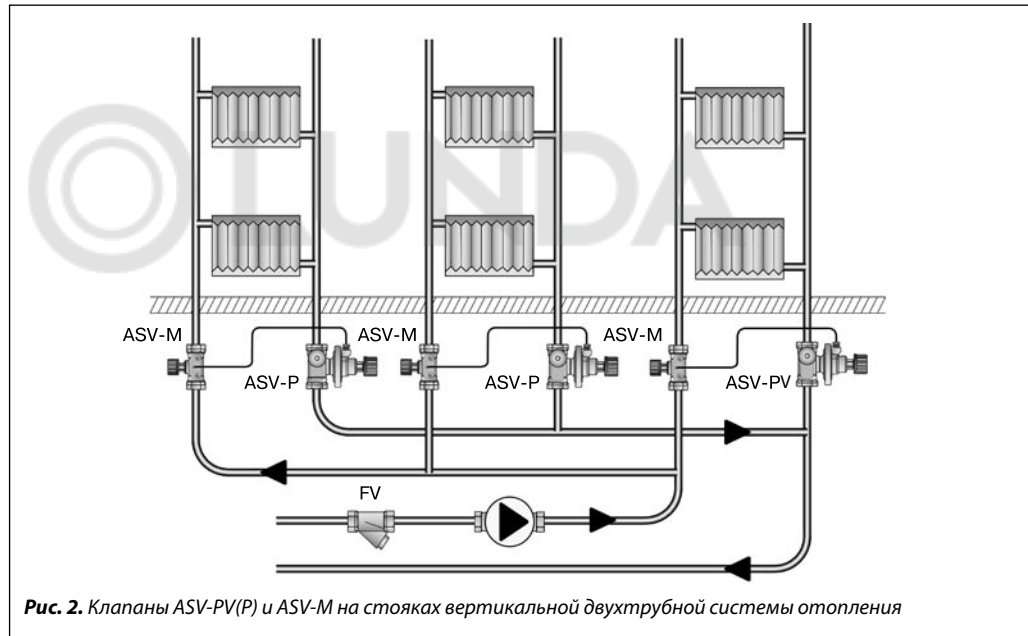 LUNDA
ASV-M
ASV-P
ASV-M
ASV-P
ASV-M
ASV-PV
FV
Рис. 2. Клапаны ASV-PV(P) и ASV-M на стояках вертикальной двухтрубной системы отопления